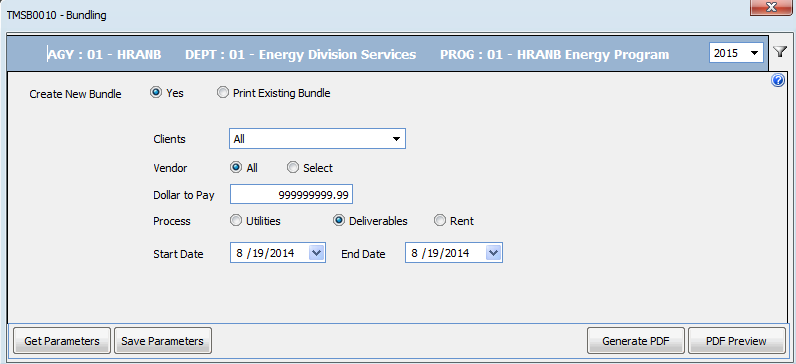 TMSB0010 - Bundling
AGY : 01 - HRANB DEPT : 01 - Energy Division Services PROG : 01 - HRANB Energy Program 2015
Create New Bundle Yes Print Existing Bundle
Clients All
Vendor All Select
Dollar to Pay 999999999.99
Process Utilities Deliverables Rent
Start Date 8 /19/2014 End Date 8 /19/2014
Get Parameters Save Parameters Generate PDF PDF Preview